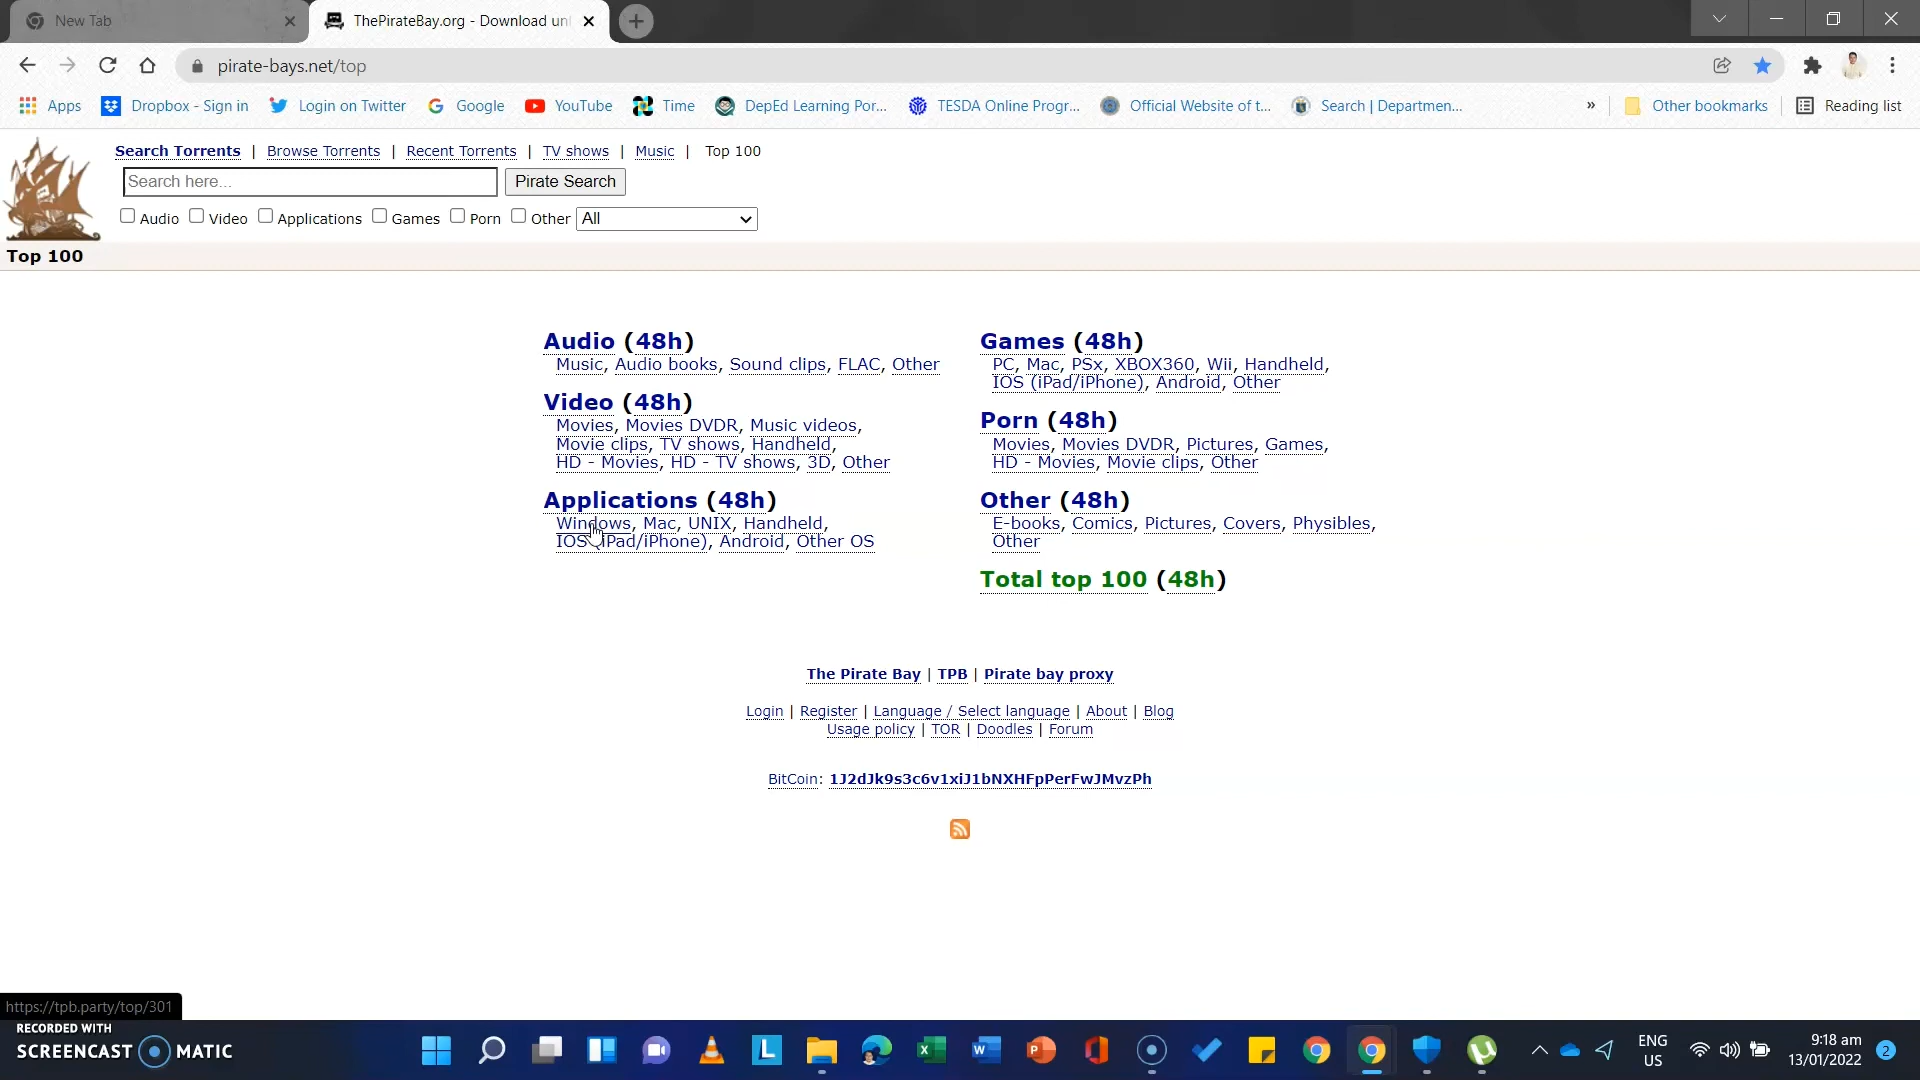 New Tab
ThePirateBay.org - Download un
pirate-bays.net/top
Apps Dropbox - Sign in Login on Twitter Google YouTube Time DepEd Learning Por... TESDA Online Progr... Official Website of t... Search | Departmen... » Other bookmarks Reading list
Search Torrents | Browse Torrents | Recent Torrents | TV shows | Music | Top 100
Search here... Pirate Search
Audio Video Applications Games Porn Other All
Top 100
Audio (48h)
Music, Audio books, Sound clips, FLAC, Other
Video (48h)
Movies, Movies DVDR, Music videos,
Movie clips, TV shows, Handheld,
HD - Movies, HD - TV shows, 3D, Other
Applications (48h)
Windows, Mac, UNIX, Handheld,
IOS (iPad/iPhone), Android, Other OS
Games (48h)
PC, Mac, PSx, XBOX360, Wii, Handheld,
IOS (iPad/iPhone), Android, Other
Porn (48h)
Movies, Movies DVDR, Pictures, Games,
HD - Movies, Movie clips, Other
Other (48h)
E-books, Comics, Pictures, Covers, Physibles,
Other
Total top 100 (48h)
The Pirate Bay | TPB | Pirate bay proxy
Login | Register | Language / Select language | About | Blog
Usage policy | TOR | Doodles | Forum
BitCoin: 1J2dJk9s3c6v1xiJ1bNXHFpPerFwJMvzPh
https://tpb.party/top/301
RECORDED WITH
SCREENCAST MATIC
ENG
US
9:18 am
13/01/2022
2